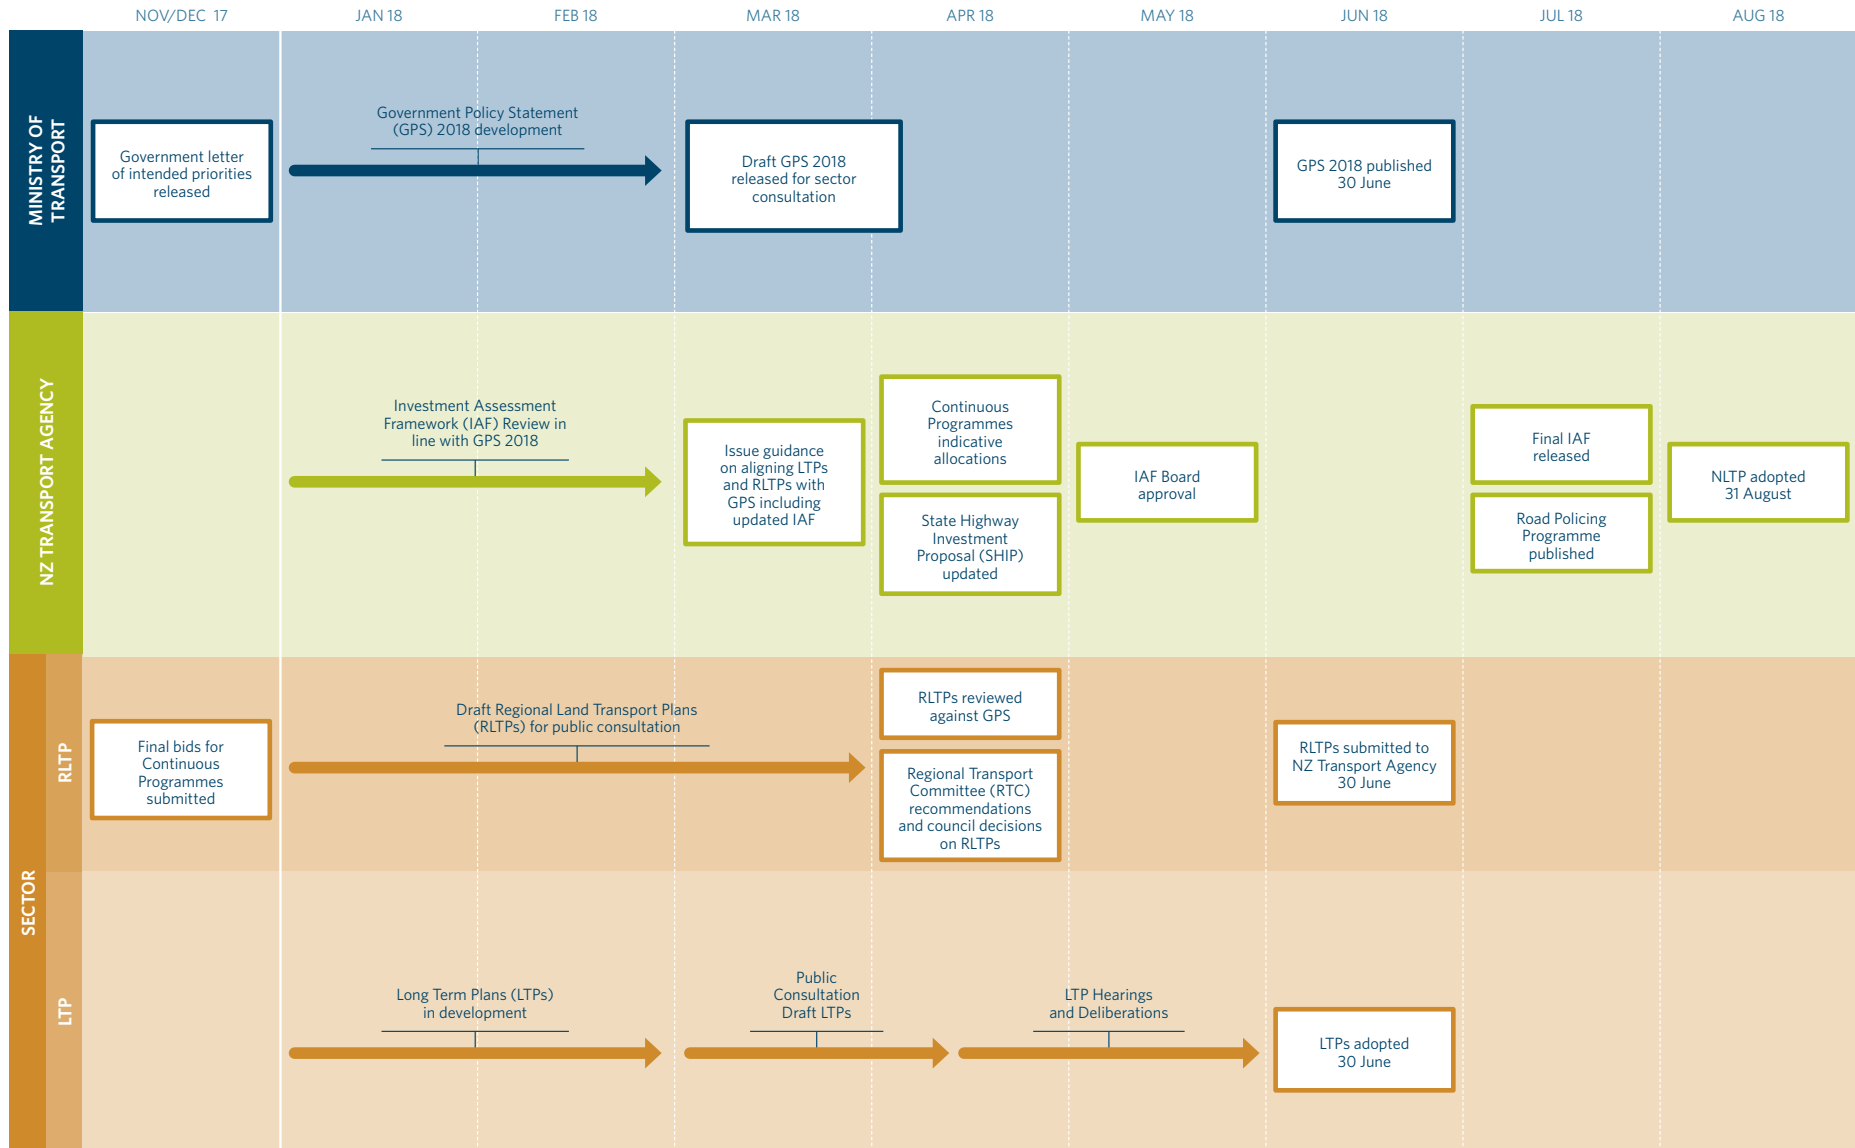 NOV/DEC 17
JAN 18
FEB 18
MAR 18
APR 18
MAY 18
JUN 18
JUL 18
AUG 18
MINISTRY OF
TRANSPORT
Government letter
of intended priorities
released
Government Policy Statement
(GPS) 2018 development
Draft GPS 2018
released for sector
consultation
GPS 2018 published
30 June
NZ TRANSPORT AGENCY
Investment Assessment
Framework (IAF) Review in
line with GPS 2018
Issue guidance
on aligning LTPs
and RLTPs with
GPS including
updated IAF
Continuous
Programmes
indicative
allocations
State Highway
Investment
Proposal (SHIP)
updated
IAF Board
approval
Final IAF
released
Road Policing
Programme
published
NLTP adopted
31 August
SECTOR
RLTP
Final bids for
Continuous
Programmes
submitted
Draft Regional Land Transport Plans
(RLTPs) for public consultation
RLTPs reviewed
against GPS
Regional Transport
Committee (RTC)
recommendations
and council decisions
on RLTPs
RLTPs submitted to
NZ Transport Agency
30 June
LTP
Long Term Plans (LTPs)
in development
Public
Consultation
Draft LTPs
LTP Hearings
and Deliberations
LTPs adopted
30 June